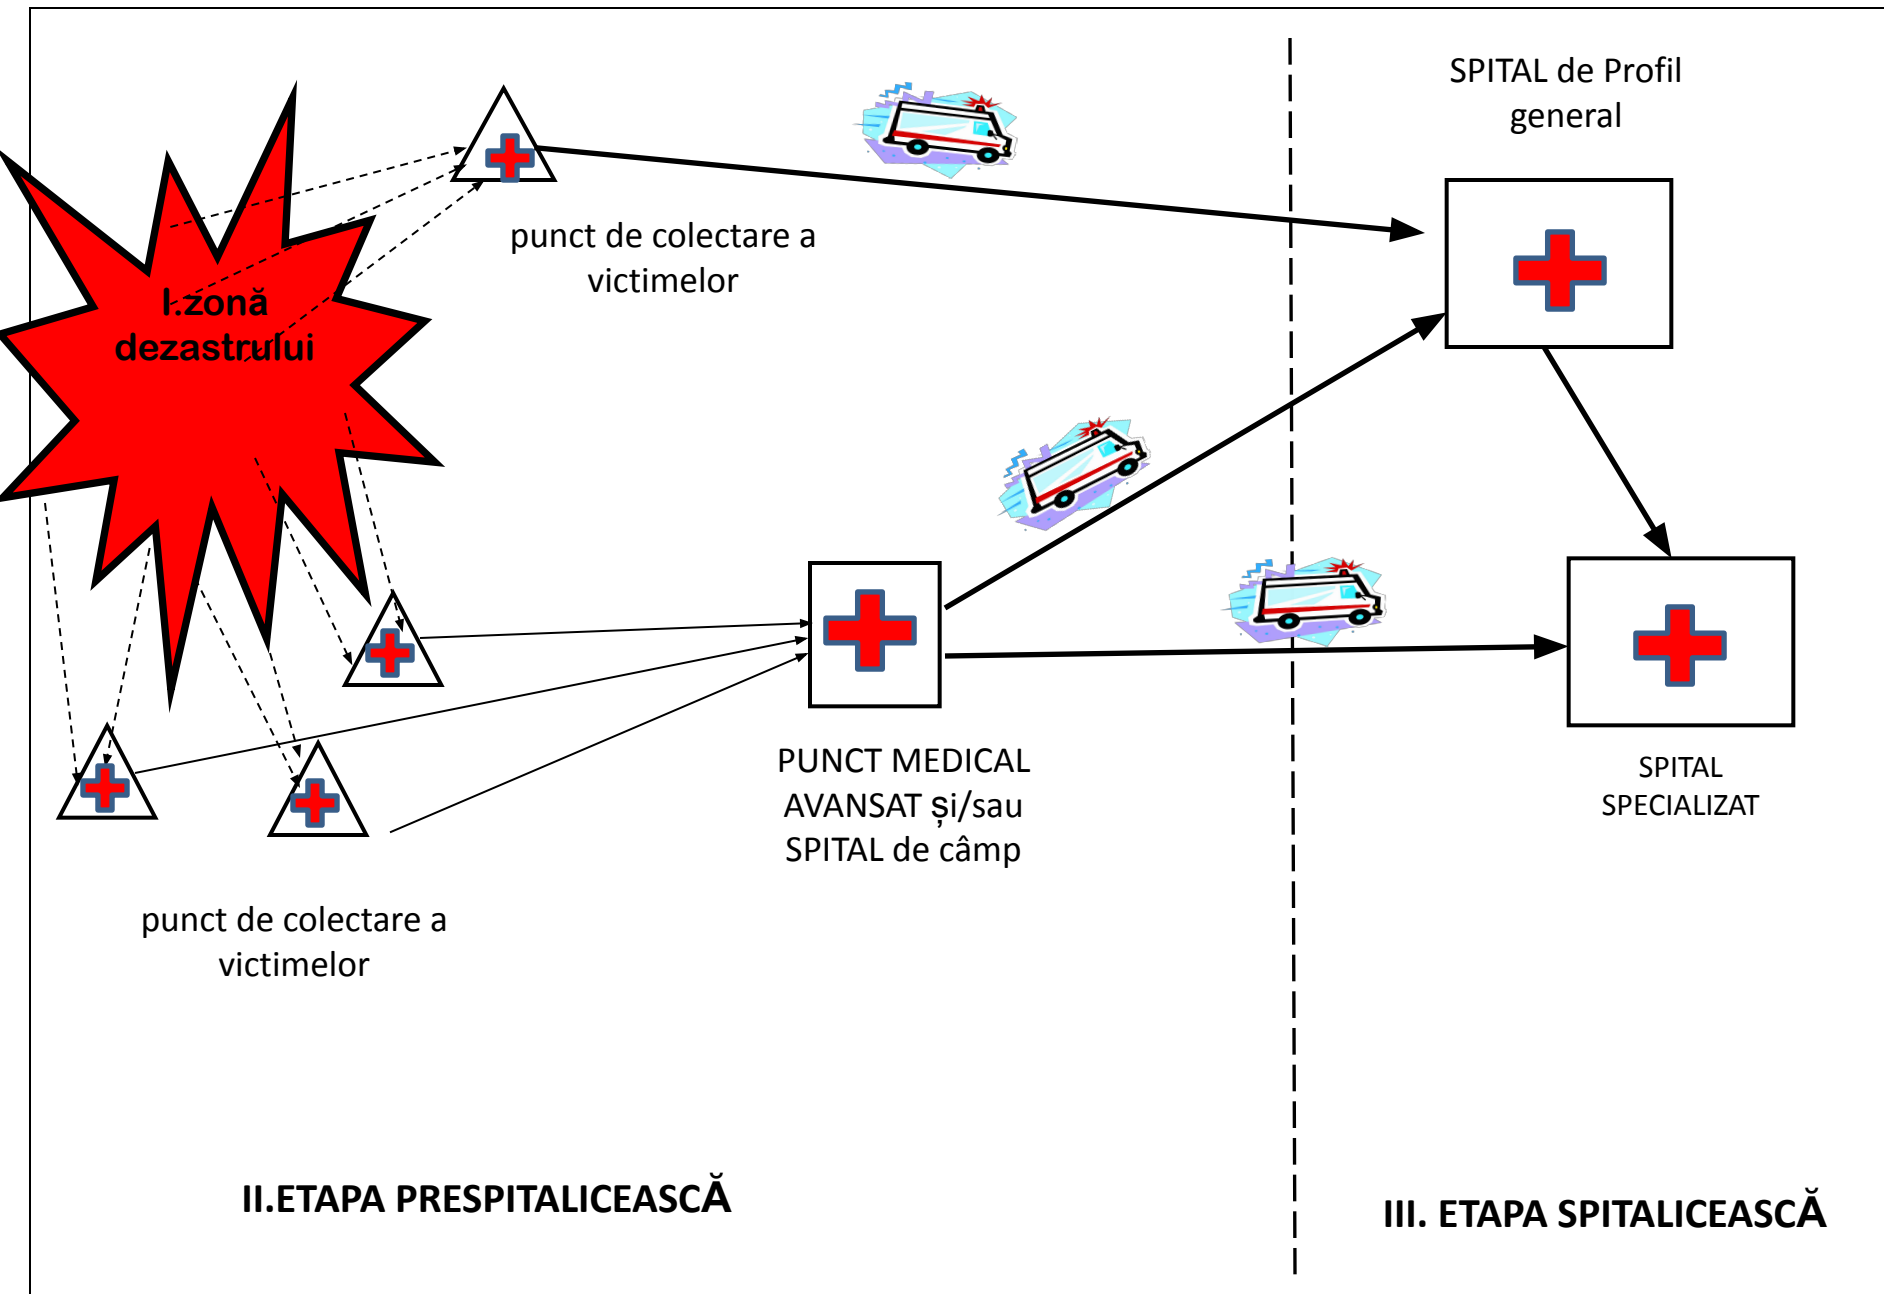 SPITAL de Profil
general
punct de colectare a
victimelor
I.zonă
dezastrului
PUNCT MEDICAL
AVANSAT și/sau
SPITAL de câmp
SPITAL
SPECIALIZAT
punct de colectare a
victimelor
II.ETAPA PRESPITALICEASCĂ
III. ETAPA SPITALICEASCĂ